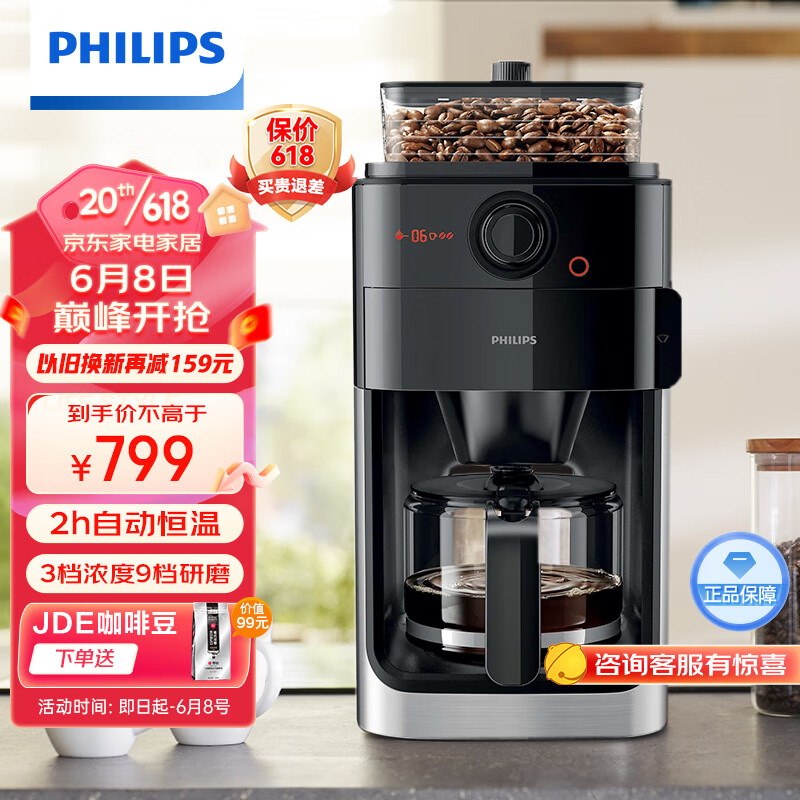 PHILIPS
保价
618
买贵退差
20th/618
京东家电家居
6月8日
巅峰开抢
以旧换新再减159元
到手价不高于
¥799
2h自动恒温
3档浓度9档研磨
JDE咖啡豆
下单送
价值
99元
活动时间：即日起-6月8号
06
PHILIPS
正品保障
咨询客服有惊喜